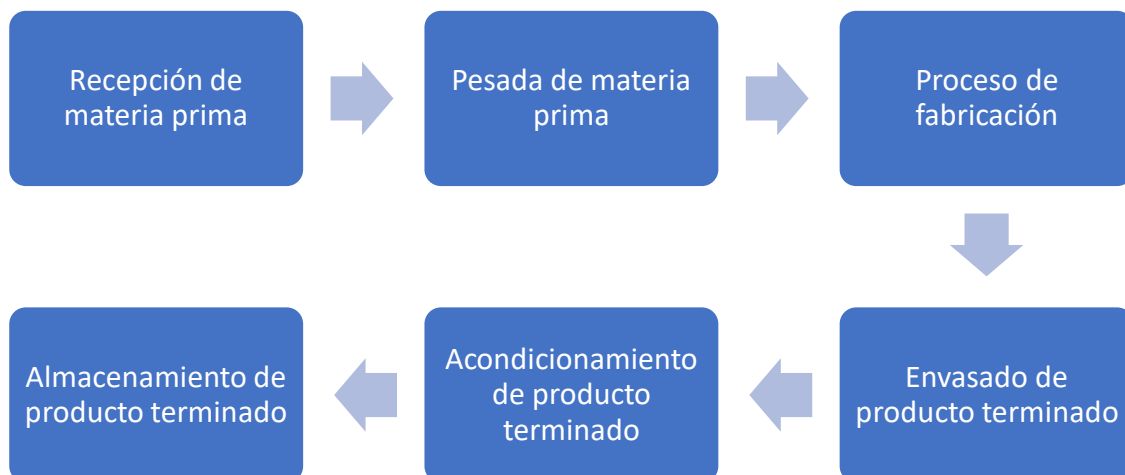 Recepción de
materia prima
Pesada de materia
prima
Proceso de
fabricación
Envasado de
producto terminado
Acondicionamiento
de producto
terminado
Almacenamiento de
producto terminado